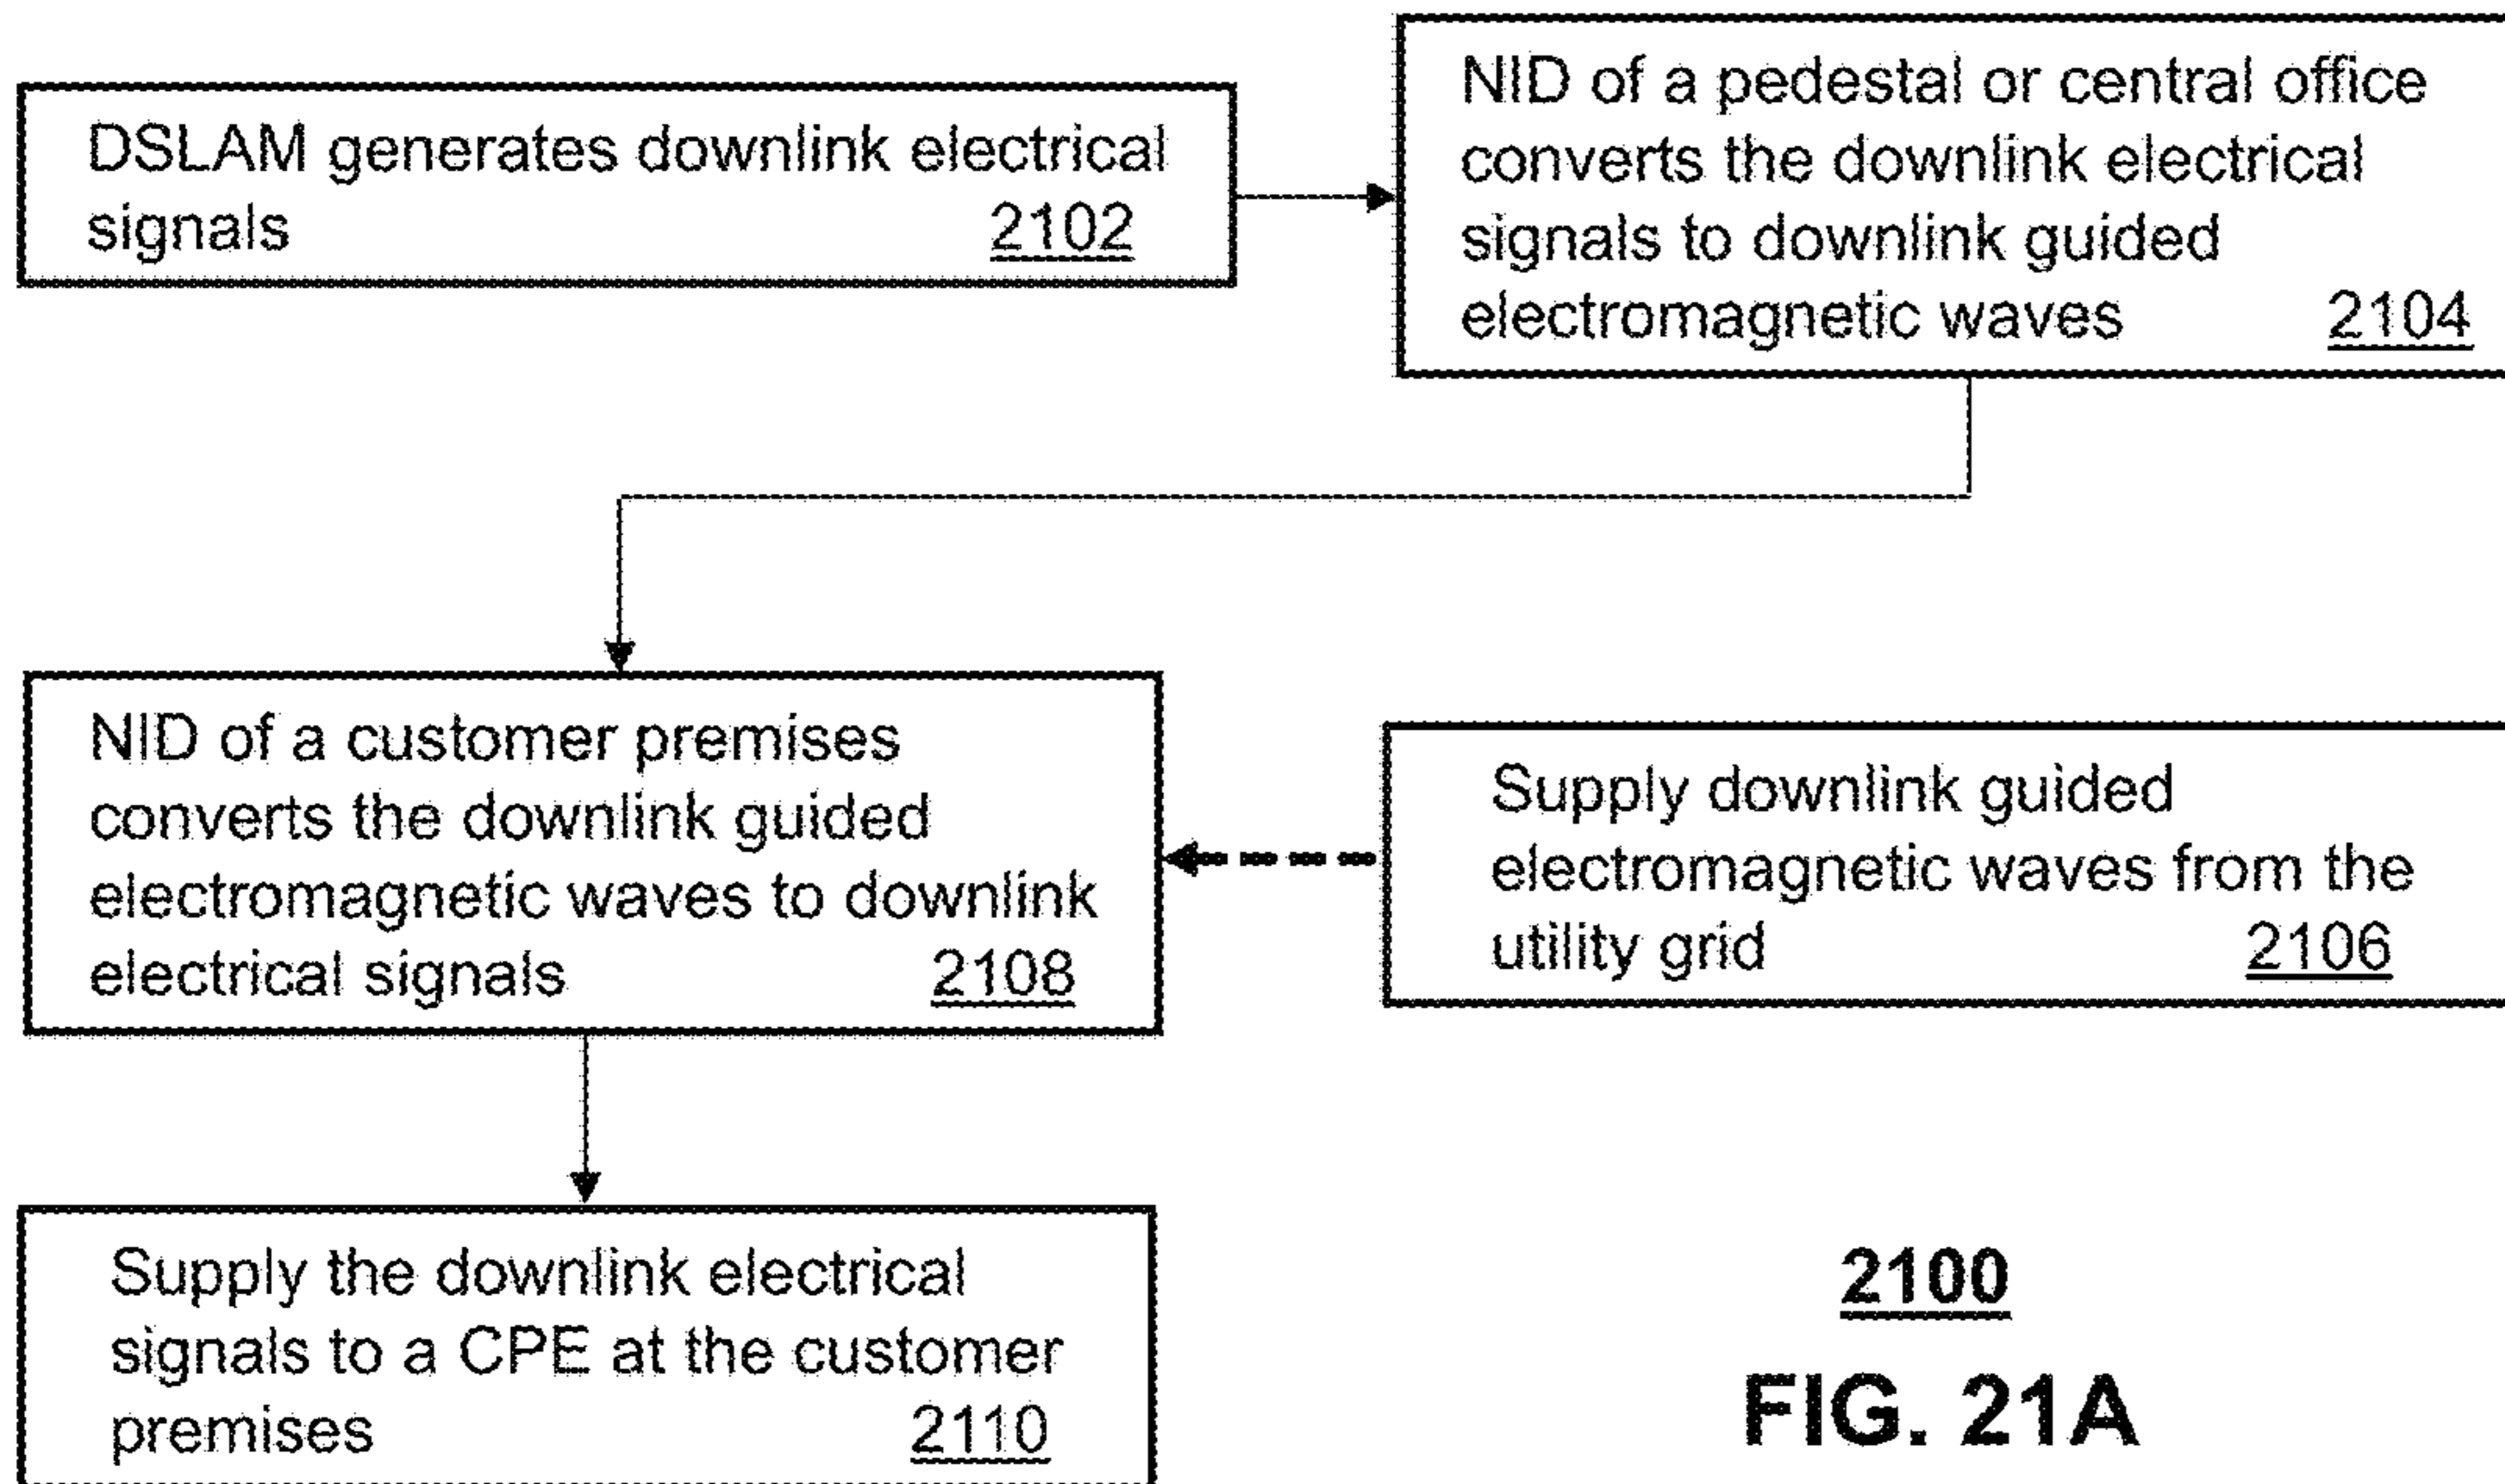 DSLAM generates downlink electrical
signals 2102
NID of a pedestal or central office
converts the downlink electrical
signals to downlink guided
electromagnetic waves 2104
NID of a customer premises
converts the downlink guided
electromagnetic waves to downlink
electrical signals 2108
Supply downlink guided
electromagnetic waves from the
utility grid 2106
Supply the downlink electrical
signals to a CPE at the customer
premises 2110
2100
FIG. 21A